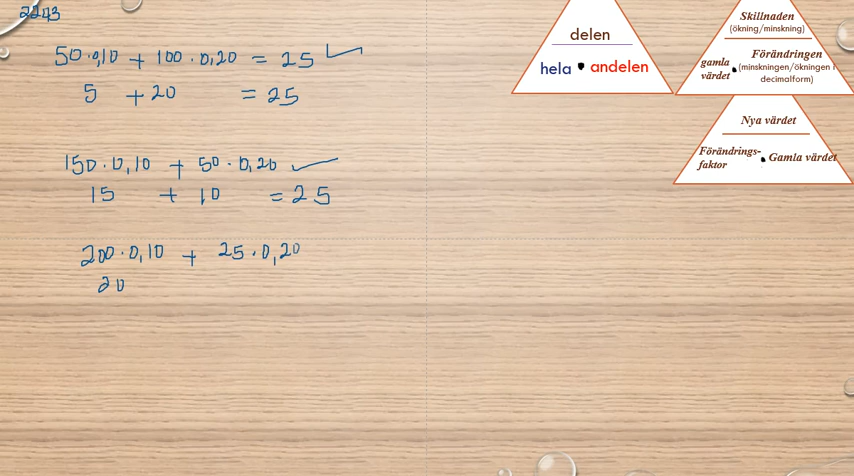 2243
50·0,10 + 100·0,20 = 25
5 + 20 = 25
150·0,10 + 50·0,20
15 + 10 = 25
200·0,10 + 25·0,20
20
delen
hela · andelen
Skillnaden
(ökning/minskning)
gamla värdet · Förändringen
(minskningen/ökningen i
decimalform)
Nya värdet
Förändrings-
faktor · Gamla värdet